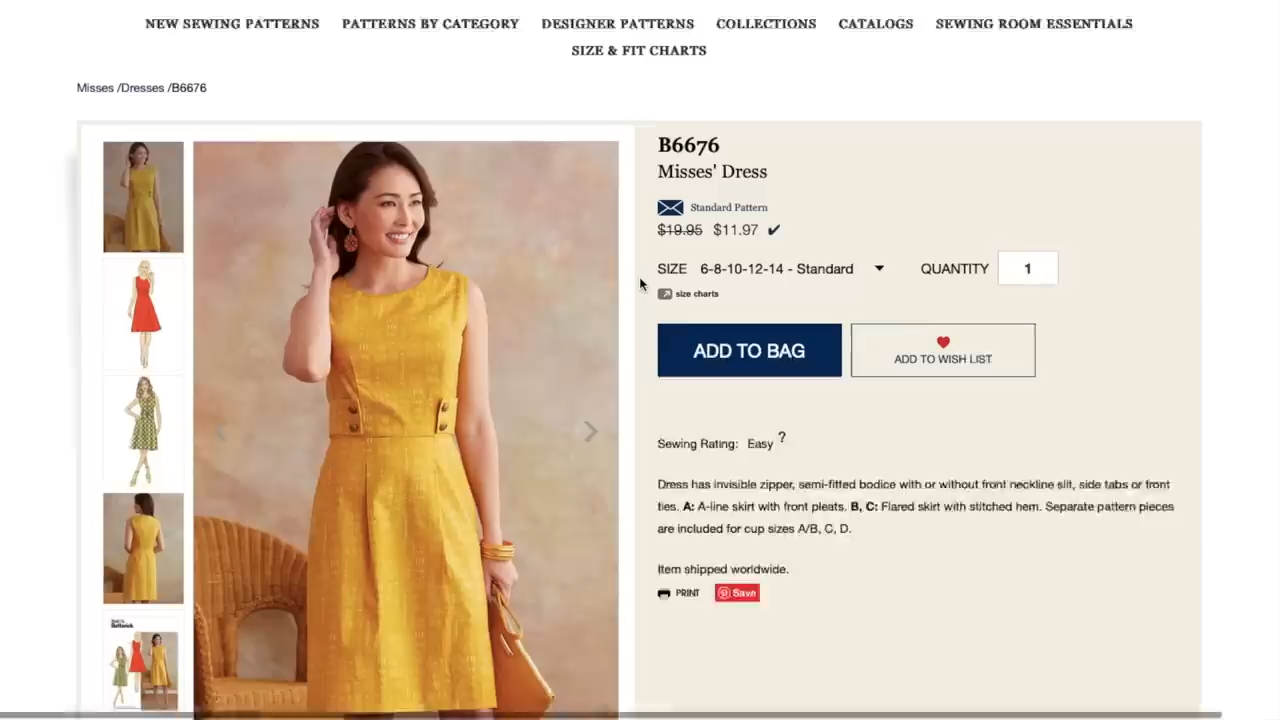 NEW SEWING PATTERNS PATTERNS BY CATEGORY DESIGNER PATTERNS COLLECTIONS CATALOGS SEWING ROOM ESSENTIALS
SIZE & FIT CHARTS
Misses /Dresses /B6676
B6676
Misses' Dress
Standard Pattern
$19.95 $11.97 ✔
SIZE 6-8-10-12-14 - Standard QUANTITY 1
size charts
ADD TO BAG
ADD TO WISH LIST
Sewing Rating: Easy ?
Dress has invisible zipper, semi-fitted bodice with or without front neckline slit, side tabs or front
ties. A: A-line skirt with front pleats. B, C: Flared skirt with stitched hem. Separate pattern pieces
are included for cup sizes A/B, C, D.
Item shipped worldwide.
PRINT Save
Butterick